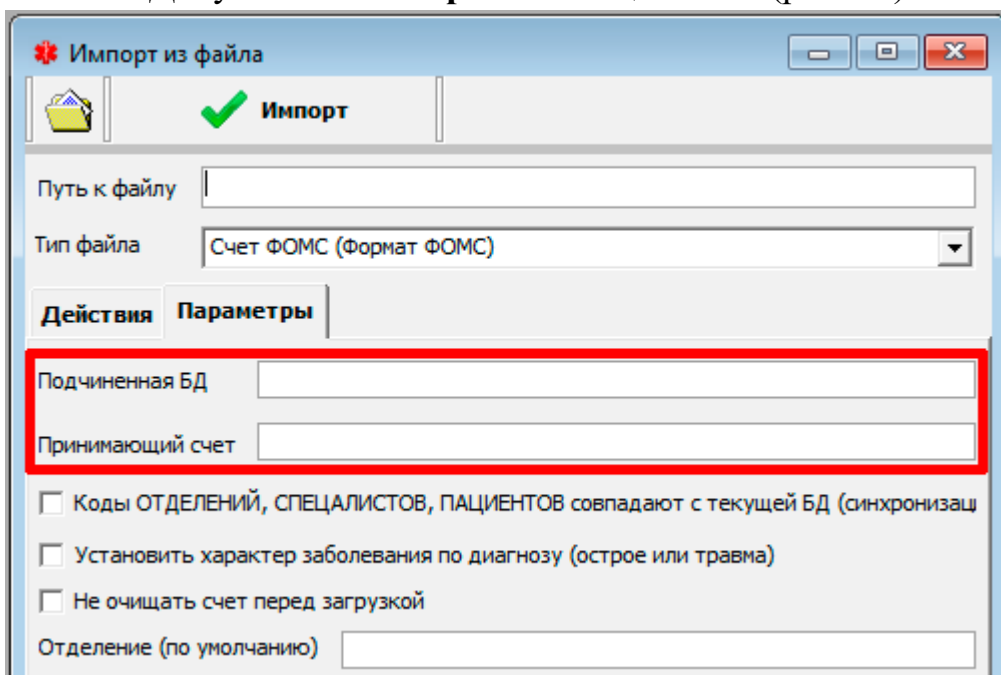 Импорт из файла
Импорт
Путь к файлу
Тип файла Счет ФОМС (Формат ФОМС)
Действия Параметры
Подчиненная БД
Принимающий счет
Коды ОТДЕЛЕНИЙ, СПЕЦАЛИСТОВ, ПАЦИЕНТОВ совпадают с текущей БД (синхронизац
Установить характер заболевания по диагнозу (острое или травма)
Не очищать счет перед загрузкой
Отделение (по умолчанию)